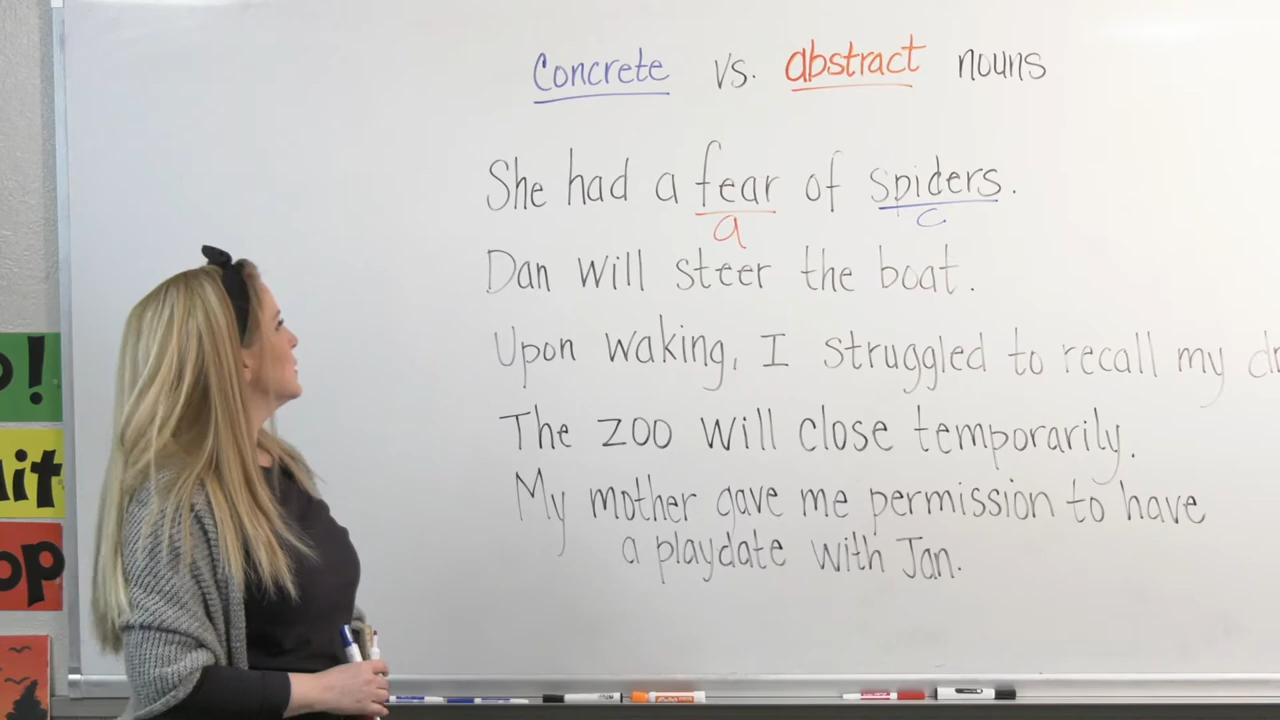 Concrete vs. abstract nouns
She had a fear of spiders.
a c
Dan will steer the boat.
Upon waking, I struggled to recall my
The zoo will close temporarily.
My mother gave me permission to have
a playdate with Jan.